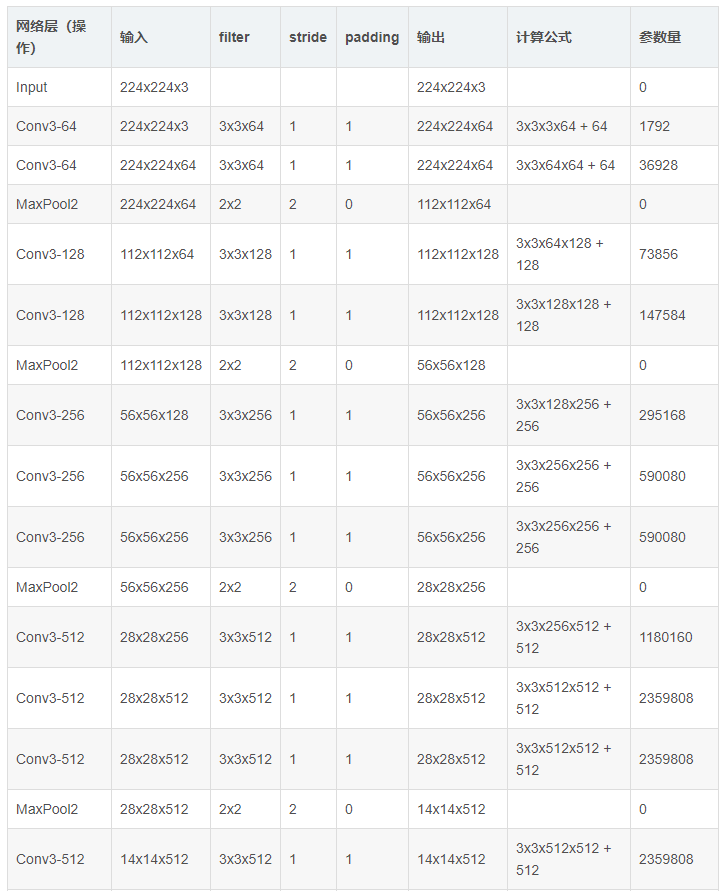 网络层（操作） 输入 filter stride padding 输出 计算公式 参数量
Input 224x224x3 224x224x3 0
Conv3-64 224x224x3 3x3x64 1 1 224x224x64 3x3x3x64 + 64 1792
Conv3-64 224x224x64 3x3x64 1 1 224x224x64 3x3x64x64 + 64 36928
MaxPool2 224x224x64 2x2 2 0 112x112x64 0
Conv3-128 112x112x64 3x3x128 1 1 112x112x128 3x3x64x128 + 128 73856
Conv3-128 112x112x128 3x3x128 1 1 112x112x128 3x3x128x128 + 128 147584
MaxPool2 112x112x128 2x2 2 0 56x56x128 0
Conv3-256 56x56x128 3x3x256 1 1 56x56x256 3x3x128x256 + 256 295168
Conv3-256 56x56x256 3x3x256 1 1 56x56x256 3x3x256x256 + 256 590080
Conv3-256 56x56x256 3x3x256 1 1 56x56x256 3x3x256x256 + 256 590080
MaxPool2 56x56x256 2x2 2 0 28x28x256 0
Conv3-512 28x28x256 3x3x512 1 1 28x28x512 3x3x256x512 + 512 1180160
Conv3-512 28x28x512 3x3x512 1 1 28x28x512 3x3x512x512 + 512 2359808
Conv3-512 28x28x512 3x3x512 1 1 28x28x512 3x3x512x512 + 512 2359808
MaxPool2 28x28x512 2x2 2 0 14x14x512 0
Conv3-512 14x14x512 3x3x512 1 1 14x14x512 3x3x512x512 + 512 2359808